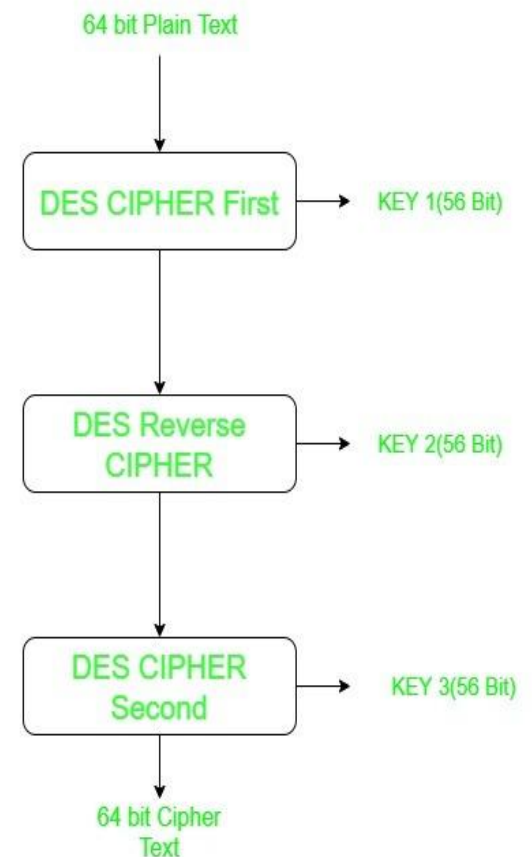 64 bit Plain Text
DES CIPHER First
KEY 1(56 Bit)
DES Reverse
CIPHER
KEY 2(56 Bit)
DES CIPHER
Second
KEY 3(56 Bit)
64 bit Cipher
Text